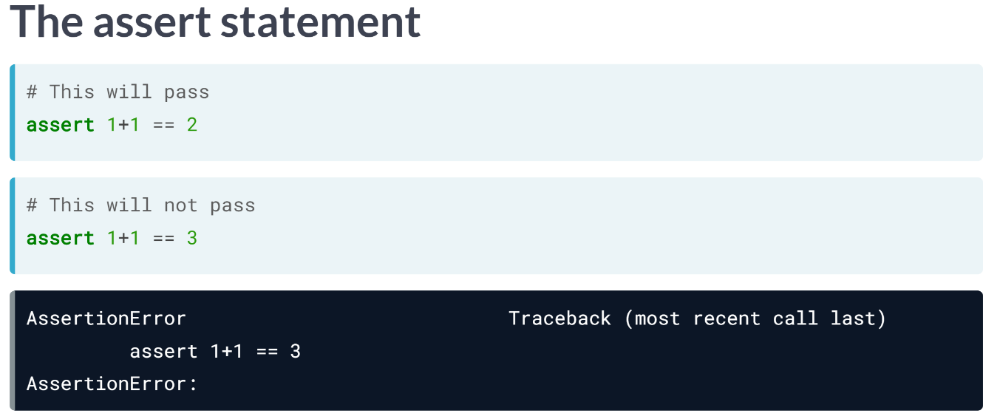 The assert statement
# This will pass
assert 1+1 == 2
# This will not pass
assert 1+1 == 3
AssertionError                            Traceback (most recent call last)
         assert 1+1 == 3
AssertionError: